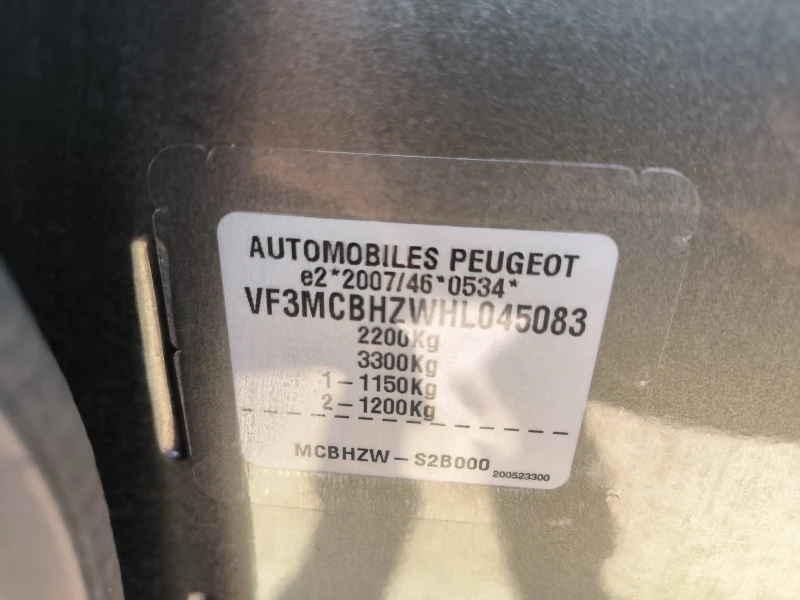 AUTOMOBILES PEUGEOT
e2*2007/46*0534*
VF3MCBHZWHL045083
2200Kg
3300Kg
1-1150Kg
2-1200Kg
MCBHZW-S2B000
200523300